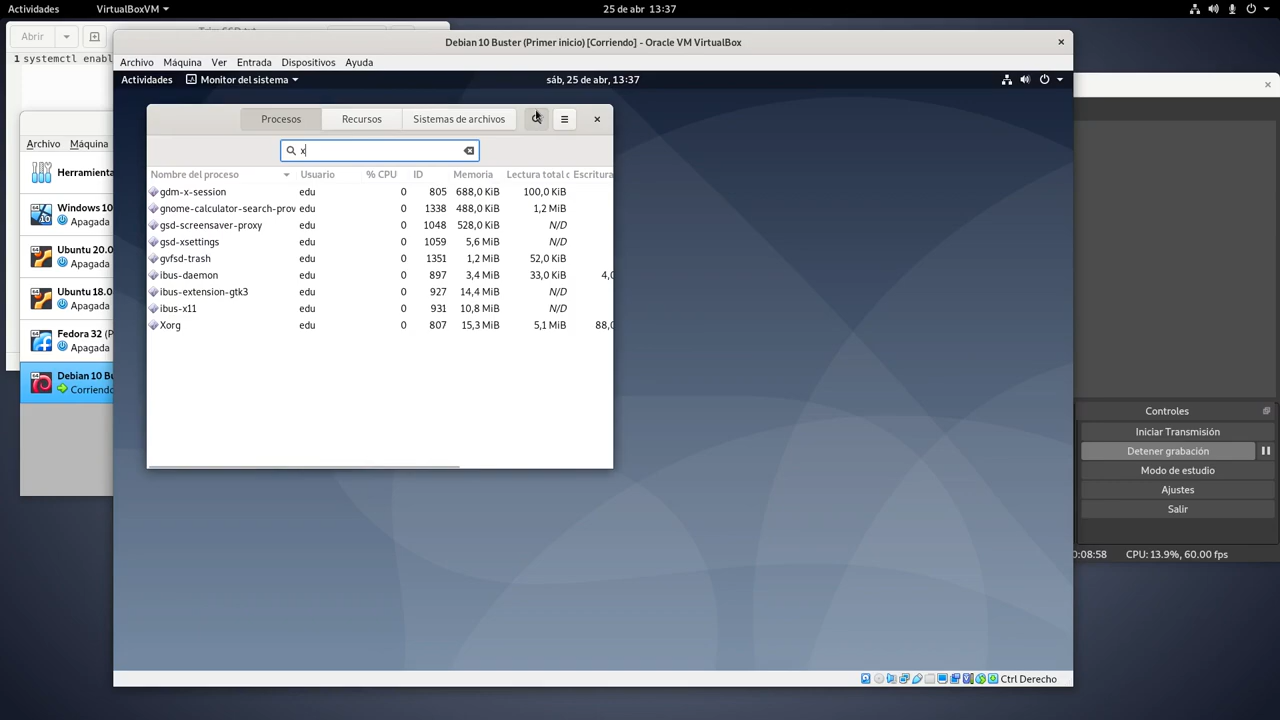 Actividades
VirtualBoxVM
25 de abr 13:37
Abrir
1 systemctl enabl
Debian 10 Buster (Primer inicio) [Corriendo] - Oracle VM VirtualBox
Archivo Máquina Ver Entrada Dispositivos Ayuda
Actividades
Monitor del sistema
sáb, 25 de abr, 13:37
Procesos Recursos Sistemas de archivos
x
Nombre del proceso Usuario % CPU ID Memoria Lectura total c Escritura
gdm-x-session edu 0 805 688,0 KiB 100,0 KiB
gnome-calculator-search-prov edu 0 1338 488,0 KiB 1,2 MiB
gsd-screensaver-proxy edu 0 1048 528,0 KiB N/D
gsd-xsettings edu 0 1059 5,6 MiB N/D
gvfsd-trash edu 0 1351 1,2 MiB 52,0 KiB
ibus-daemon edu 0 897 3,4 MiB 33,0 KiB 4,0
ibus-extension-gtk3 edu 0 927 14,4 MiB N/D
ibus-x11 edu 0 931 10,8 MiB N/D
Xorg edu 0 807 15,3 MiB 5,1 MiB 88,0
Archivo Máquina
Herramienta
Windows 10
Apagada
Ubuntu 20.0
Apagada
Ubuntu 18.0
Apagada
Fedora 32 (P
Apagada
Debian 10 Bu
Corriendo
Controles
Iniciar Transmisión
Detener grabación
Modo de estudio
Ajustes
Salir
0:08:58 CPU: 13.9%, 60.00 fps
Ctrl Derecho